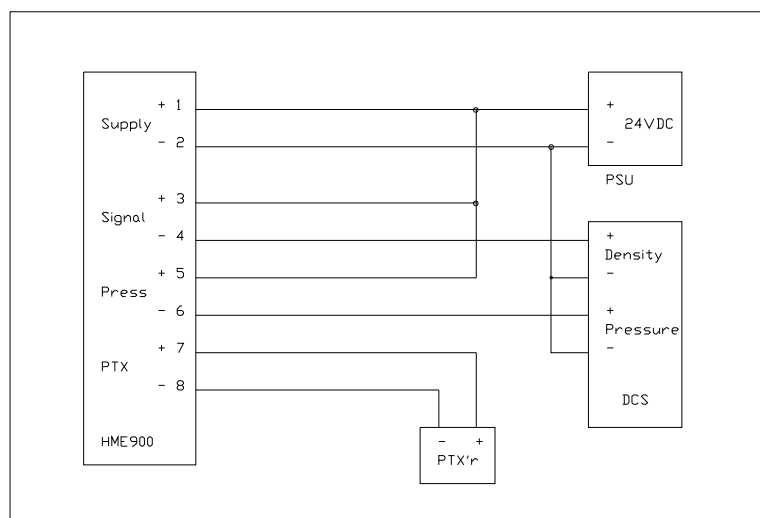 + 1
Supply
- 2
+ 3
Signal
- 4
+ 5
Press
- 6
+ 7
PTX
- 8
HME900
+
24VDC
-
PSU
+
Density
-
+
Pressure
-
DCS
- +
PTX'r